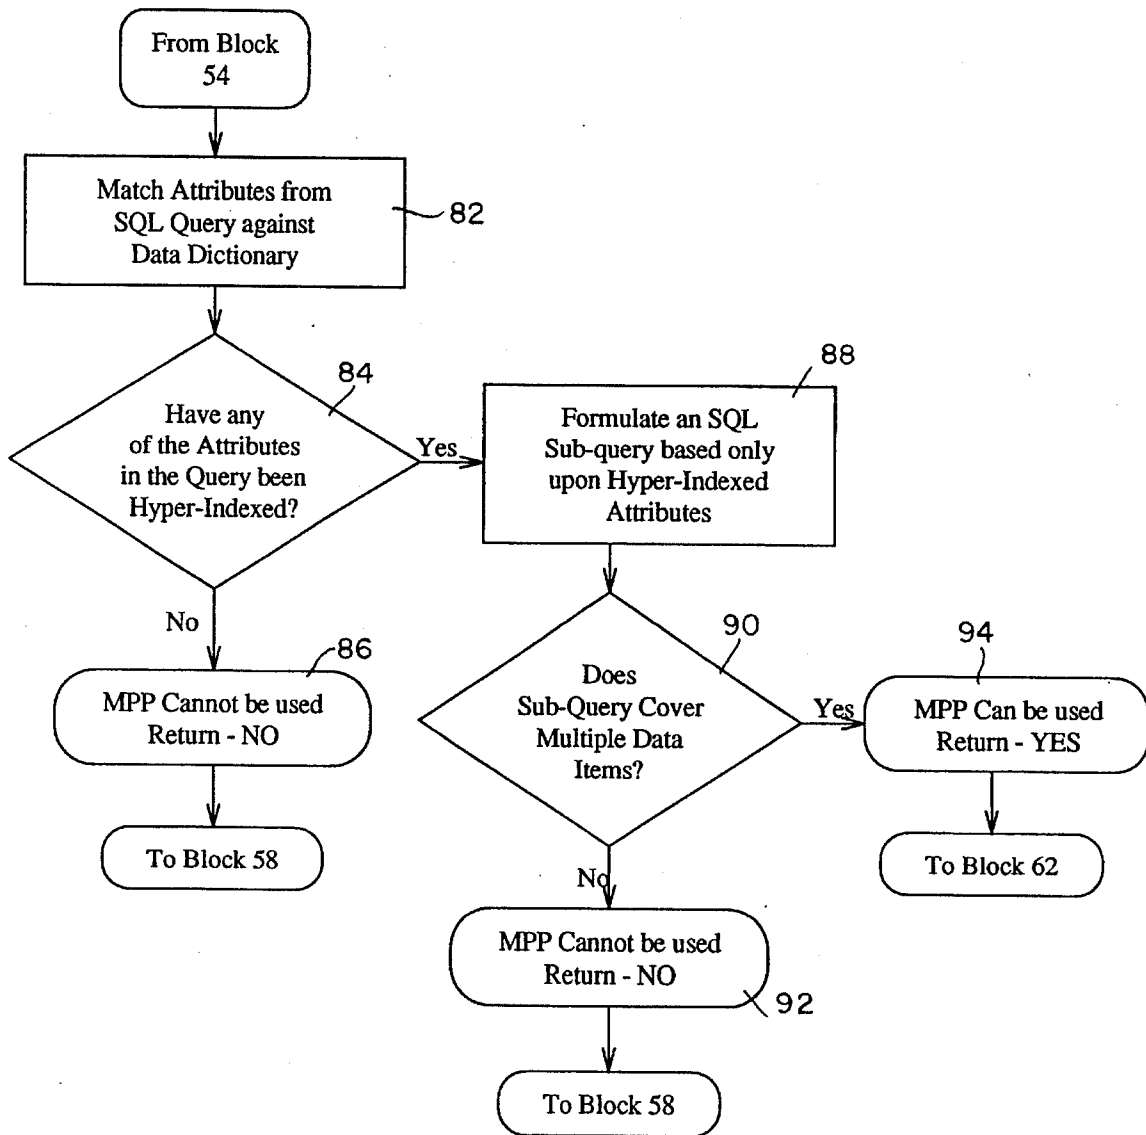 From Block
54
Match Attributes from
SQL Query against
Data Dictionary
82
84
Have any
of the Attributes
in the Query been
Hyper-Indexed?
Yes
88
Formulate an SQL
Sub-query based only
upon Hyper-Indexed
Attributes
No
86
MPP Cannot be used
Return - NO
To Block 58
90
Does
Sub-Query Cover
Multiple Data
Items?
Yes
94
MPP Can be used
Return - YES
To Block 62
No
MPP Cannot be used
Return - NO
92
To Block 58